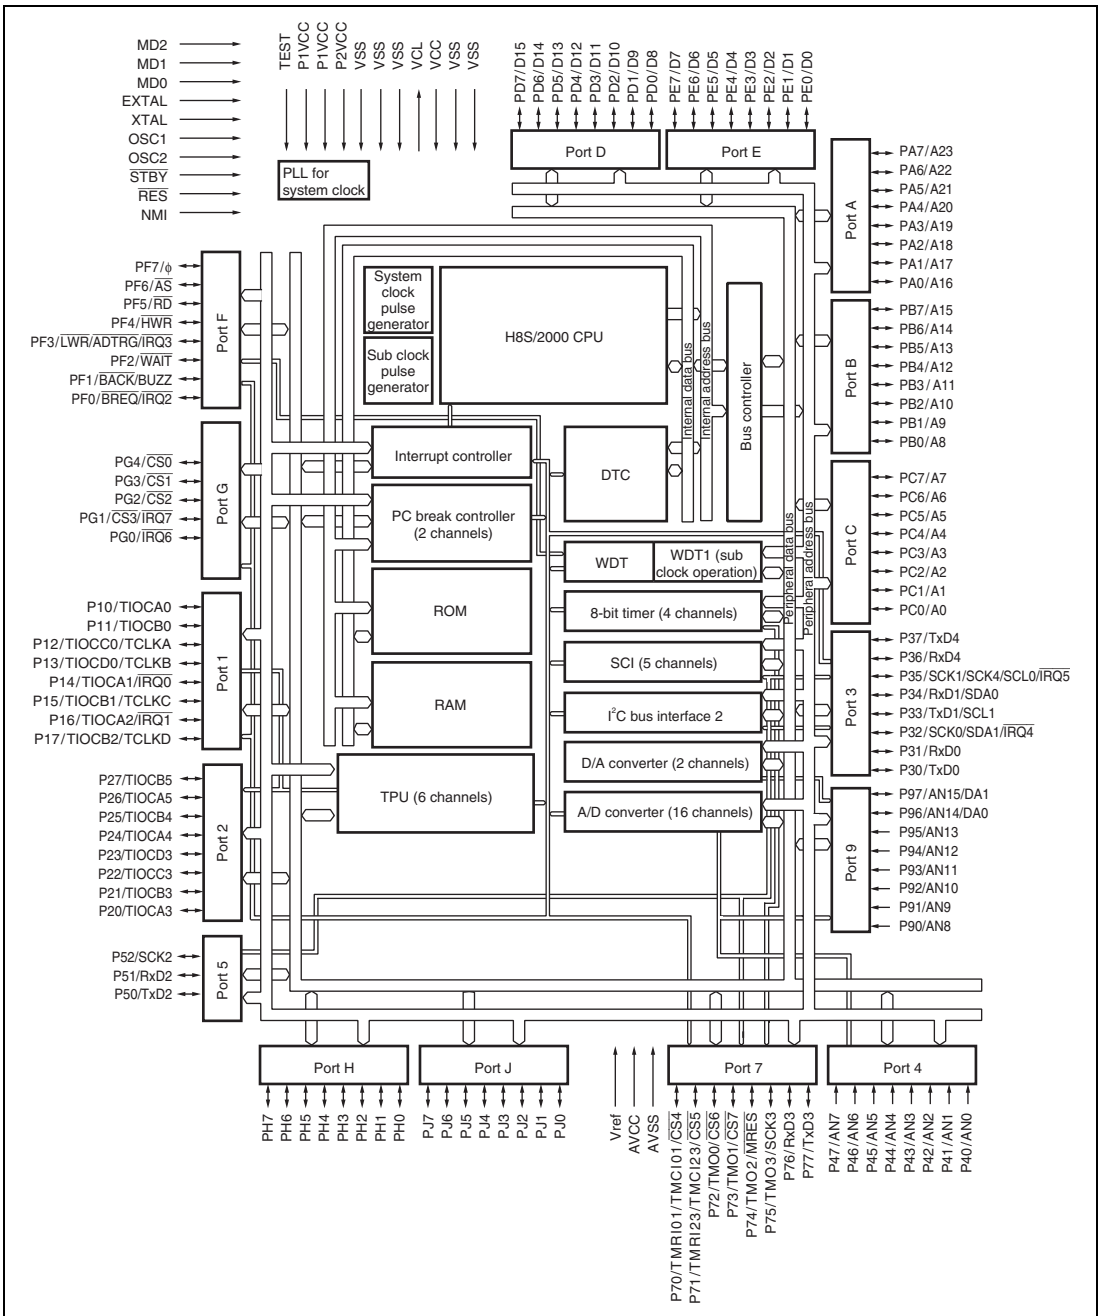 MD2
MD1
MD0
EXTAL
XTAL
OSC1
OSC2
STBY
RES
NMI
TEST
P1VCC
P1VCC
P2VCC
VSS
VSS
VSS
VCL
VCC
VSS
VSS
PLL for
system clock
PD7/D15
PD6/D14
PD5/D13
PD4/D12
PD3/D11
PD2/D10
PD1/D9
PD0/D8
PE7/D7
PE6/D6
PE5/D5
PE4/D4
PE3/D3
PE2/D2
PE1/D1
PE0/D0
Port D
Port E
Port A
PA7/A23
PA6/A22
PA5/A21
PA4/A20
PA3/A19
PA2/A18
PA1/A17
PA0/A16
PF7/ϕ
PF6/AS
PF5/RD
PF4/HWR
PF3/LWR/ADTRG/IRQ3
PF2/WAIT
PF1/BACK/BUZZ
PF0/BREQ/IRQ2
Port F
System
clock
pulse
generator
Sub clock
pulse
generator
H8S/2000 CPU
Internal data bus
Internal address bus
Bus controller
Port B
PB7/A15
PB6/A14
PB5/A13
PB4/A12
PB3/A11
PB2/A10
PB1/A9
PB0/A8
PG4/CS0
PG3/CS1
PG2/CS2
PG1/CS3/IRQ7
PG0/IRQ6
Port G
Interrupt controller
DTC
PC break controller
(2 channels)
Peripheral data bus
Peripheral address bus
Port C
PC7/A7
PC6/A6
PC5/A5
PC4/A4
PC3/A3
PC2/A2
PC1/A1
PC0/A0
WDT
WDT1 (sub
clock operation)
ROM
8-bit timer (4 channels)
P10/TIOCA0
P11/TIOCB0
P12/TIOCC0/TCLKA
P13/TIOCD0/TCLKB
P14/TIOCA1/IRQ0
P15/TIOCB1/TCLKC
P16/TIOCA2/IRQ1
P17/TIOCB2/TCLKD
Port 1
SCI (5 channels)
RAM
I2C bus interface 2
Port 3
P37/TxD4
P36/RxD4
P35/SCK1/SCK4/SCL0/IRQ5
P34/RxD1/SDA0
P33/TxD1/SCL1
P32/SCK0/SDA1/IRQ4
P31/RxD0
P30/TxD0
D/A converter (2 channels)
TPU (6 channels)
A/D converter (16 channels)
P27/TIOCB5
P26/TIOCA5
P25/TIOCB4
P24/TIOCA4
P23/TIOCD3
P22/TIOCC3
P21/TIOCB3
P20/TIOCA3
Port 2
Port 9
P97/AN15/DA1
P96/AN14/DA0
P95/AN13
P94/AN12
P93/AN11
P92/AN10
P91/AN9
P90/AN8
P52/SCK2
P51/RxD2
P50/TxD2
Port 5
Port H
Port J
Port 7
Port 4
PH7
PH6
PH5
PH4
PH3
PH2
PH1
PH0
PJ7
PJ6
PJ5
PJ4
PJ3
PJ2
PJ1
PJ0
Vref
AVCC
AVSS
P70/TMRI01/TMCI01/CS4
P71/TMRI23/TMCI23/CS5
P72/TMO0/CS6
P73/TMO1/CS7
P74/TMO2/MRES
P75/TMO3/SCK3
P76/RxD3
P77/TxD3
P47/AN7
P46/AN6
P45/AN5
P44/AN4
P43/AN3
P42/AN2
P41/AN1
P40/AN0